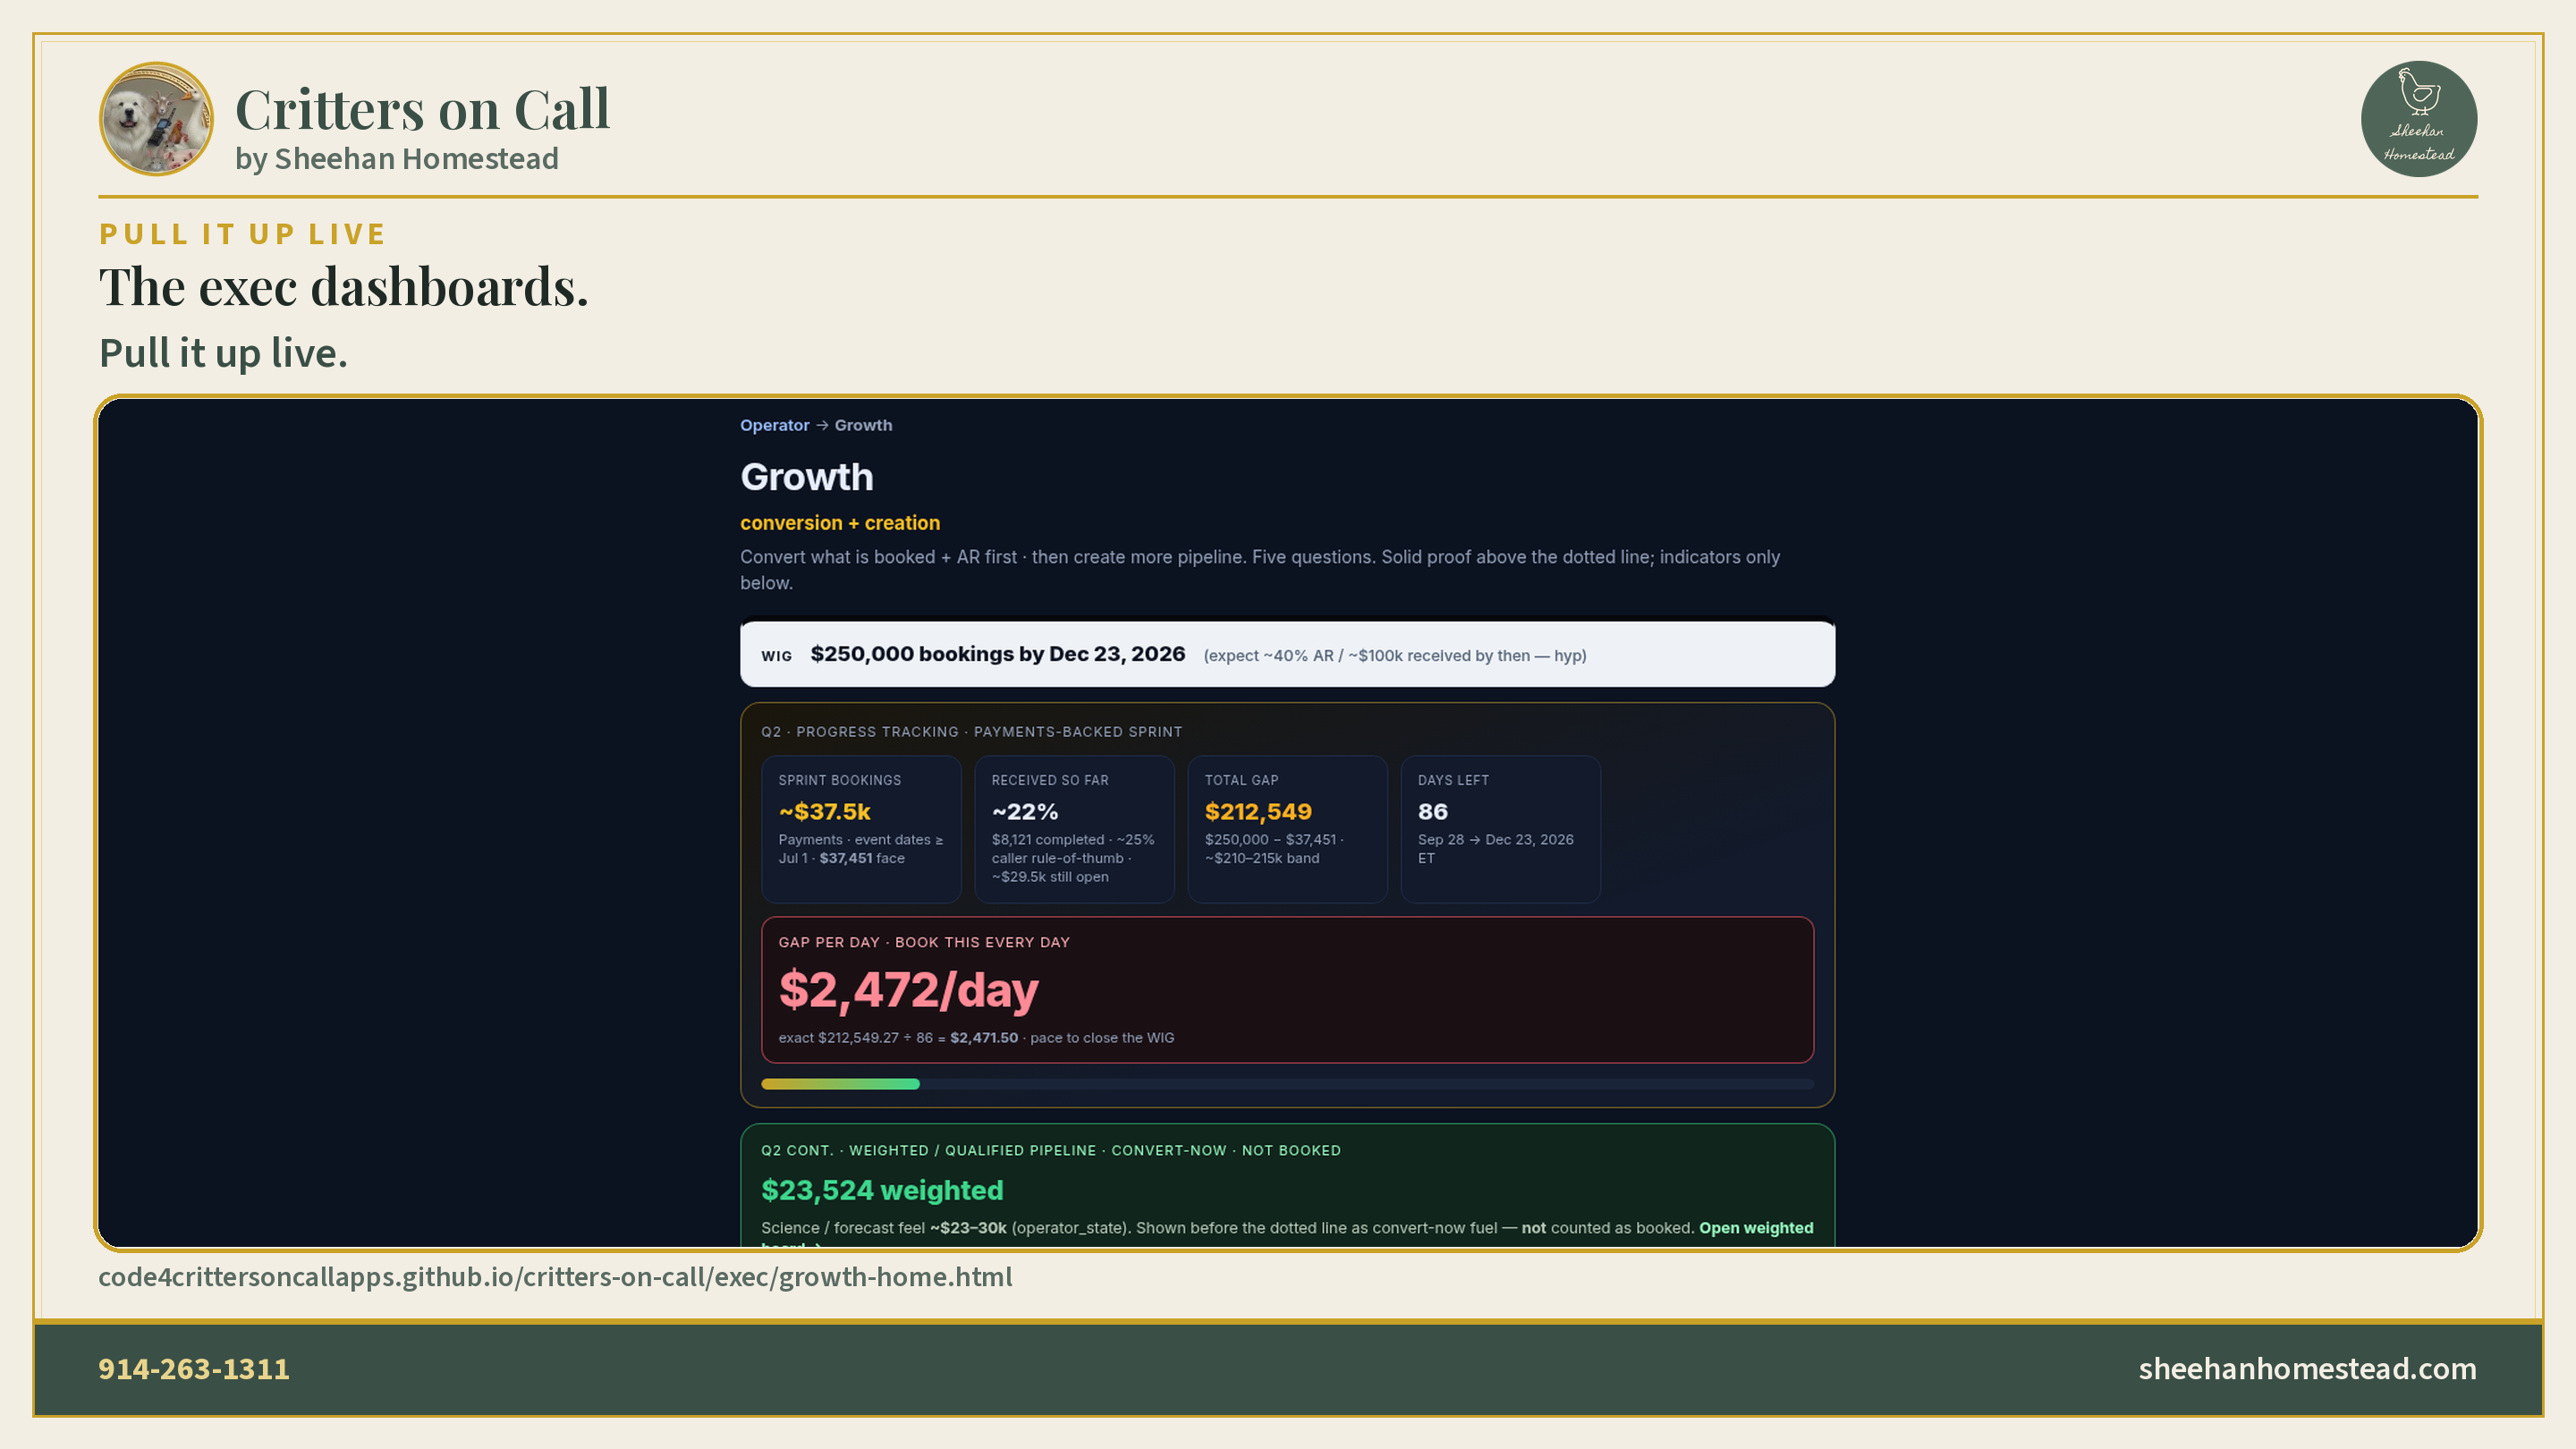 Critters on Call
by Sheehan Homestead
Sheehan
Homestead
PULL IT UP LIVE
The exec dashboards.
Pull it up live.
Operator → Growth
Growth
conversion + creation
Convert what is booked + AR first · then create more pipeline. Five questions. Solid proof above the dotted line; indicators only
below.
WIG $250,000 bookings by Dec 23, 2026 (expect ~40% AR / ~$100k received by then — hyp)
Q2 · PROGRESS TRACKING · PAYMENTS-BACKED SPRINT
SPRINT BOOKINGS
~$37.5k
Payments · event dates ≥
Jul 1 · $37,451 face
RECEIVED SO FAR
~22%
$8,121 completed · ~25%
caller rule-of-thumb ·
~$29.5k still open
TOTAL GAP
$212,549
$250,000 − $37,451 ·
~$210–215k band
DAYS LEFT
86
Sep 28 → Dec 23, 2026
ET
GAP PER DAY · BOOK THIS EVERY DAY
$2,472/day
exact $212,549.27 ÷ 86 = $2,471.50 · pace to close the WIG
Q2 CONT. · WEIGHTED / QUALIFIED PIPELINE · CONVERT-NOW · NOT BOOKED
$23,524 weighted
Science / forecast feel ~$23–30k (operator_state). Shown before the dotted line as convert-now fuel — not counted as booked. Open weighted
code4crittersoncallapps.github.io/critters-on-call/exec/growth-home.html
914-263-1311
sheehanhomestead.com